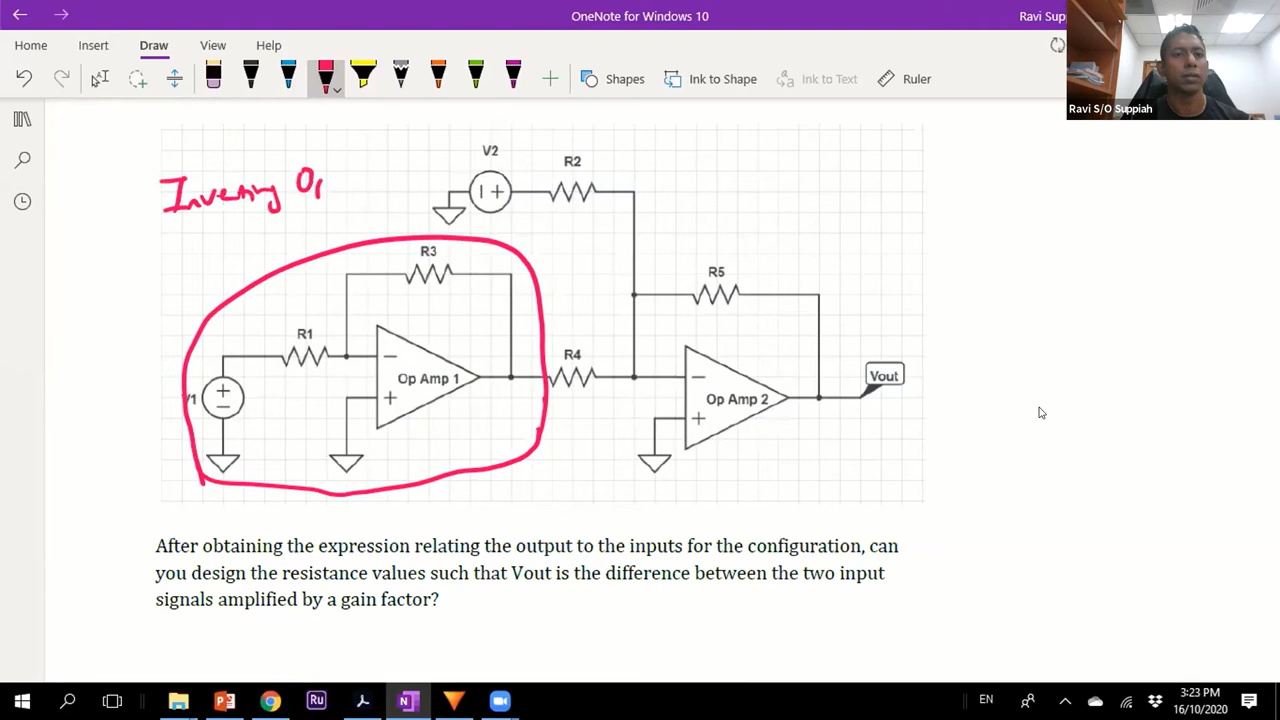 OneNote for Windows 10
Ravi Sup
Home Insert Draw View Help
Shapes Ink to Shape Ink to Text Ruler
Ravi S/O Suppiah
V2
R2
Inverting Op
R3
R5
R1
R4
V1
Op Amp 1
Vout
Op Amp 2
After obtaining the expression relating the output to the inputs for the configuration, can
you design the resistance values such that Vout is the difference between the two input
signals amplified by a gain factor?
EN
3:23 PM
16/10/2020